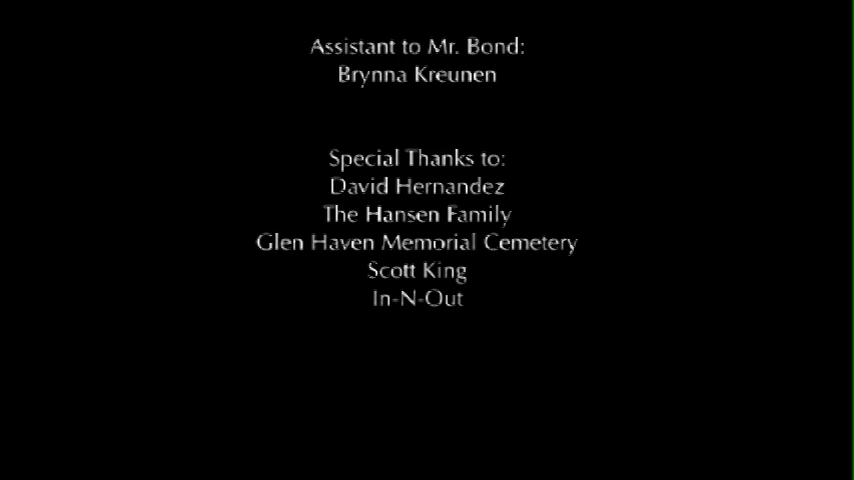 Assistant to Mr. Bond:
Brynna Kreunen
Special Thanks to:
David Hernandez
The Hansen Family
Glen Haven Memorial Cemetery
Scott King
In-N-Out